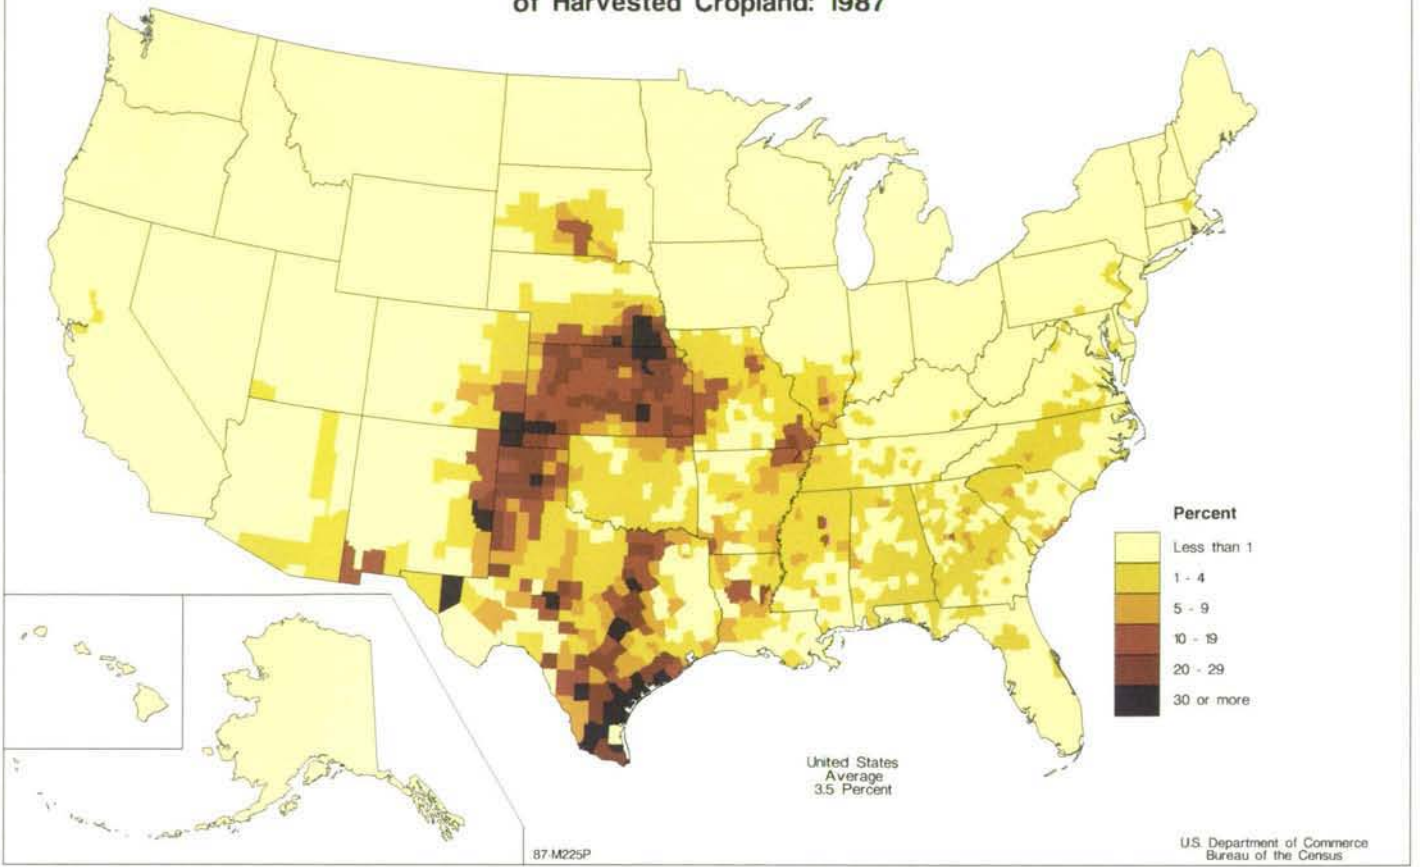 of Harvested Cropland: 1987
Percent
Less than 1
1 - 4
5 - 9
10 - 19
20 - 29
30 or more
United States
Average
3.5 Percent
87-M225P
U.S. Department of Commerce
Bureau of the Census